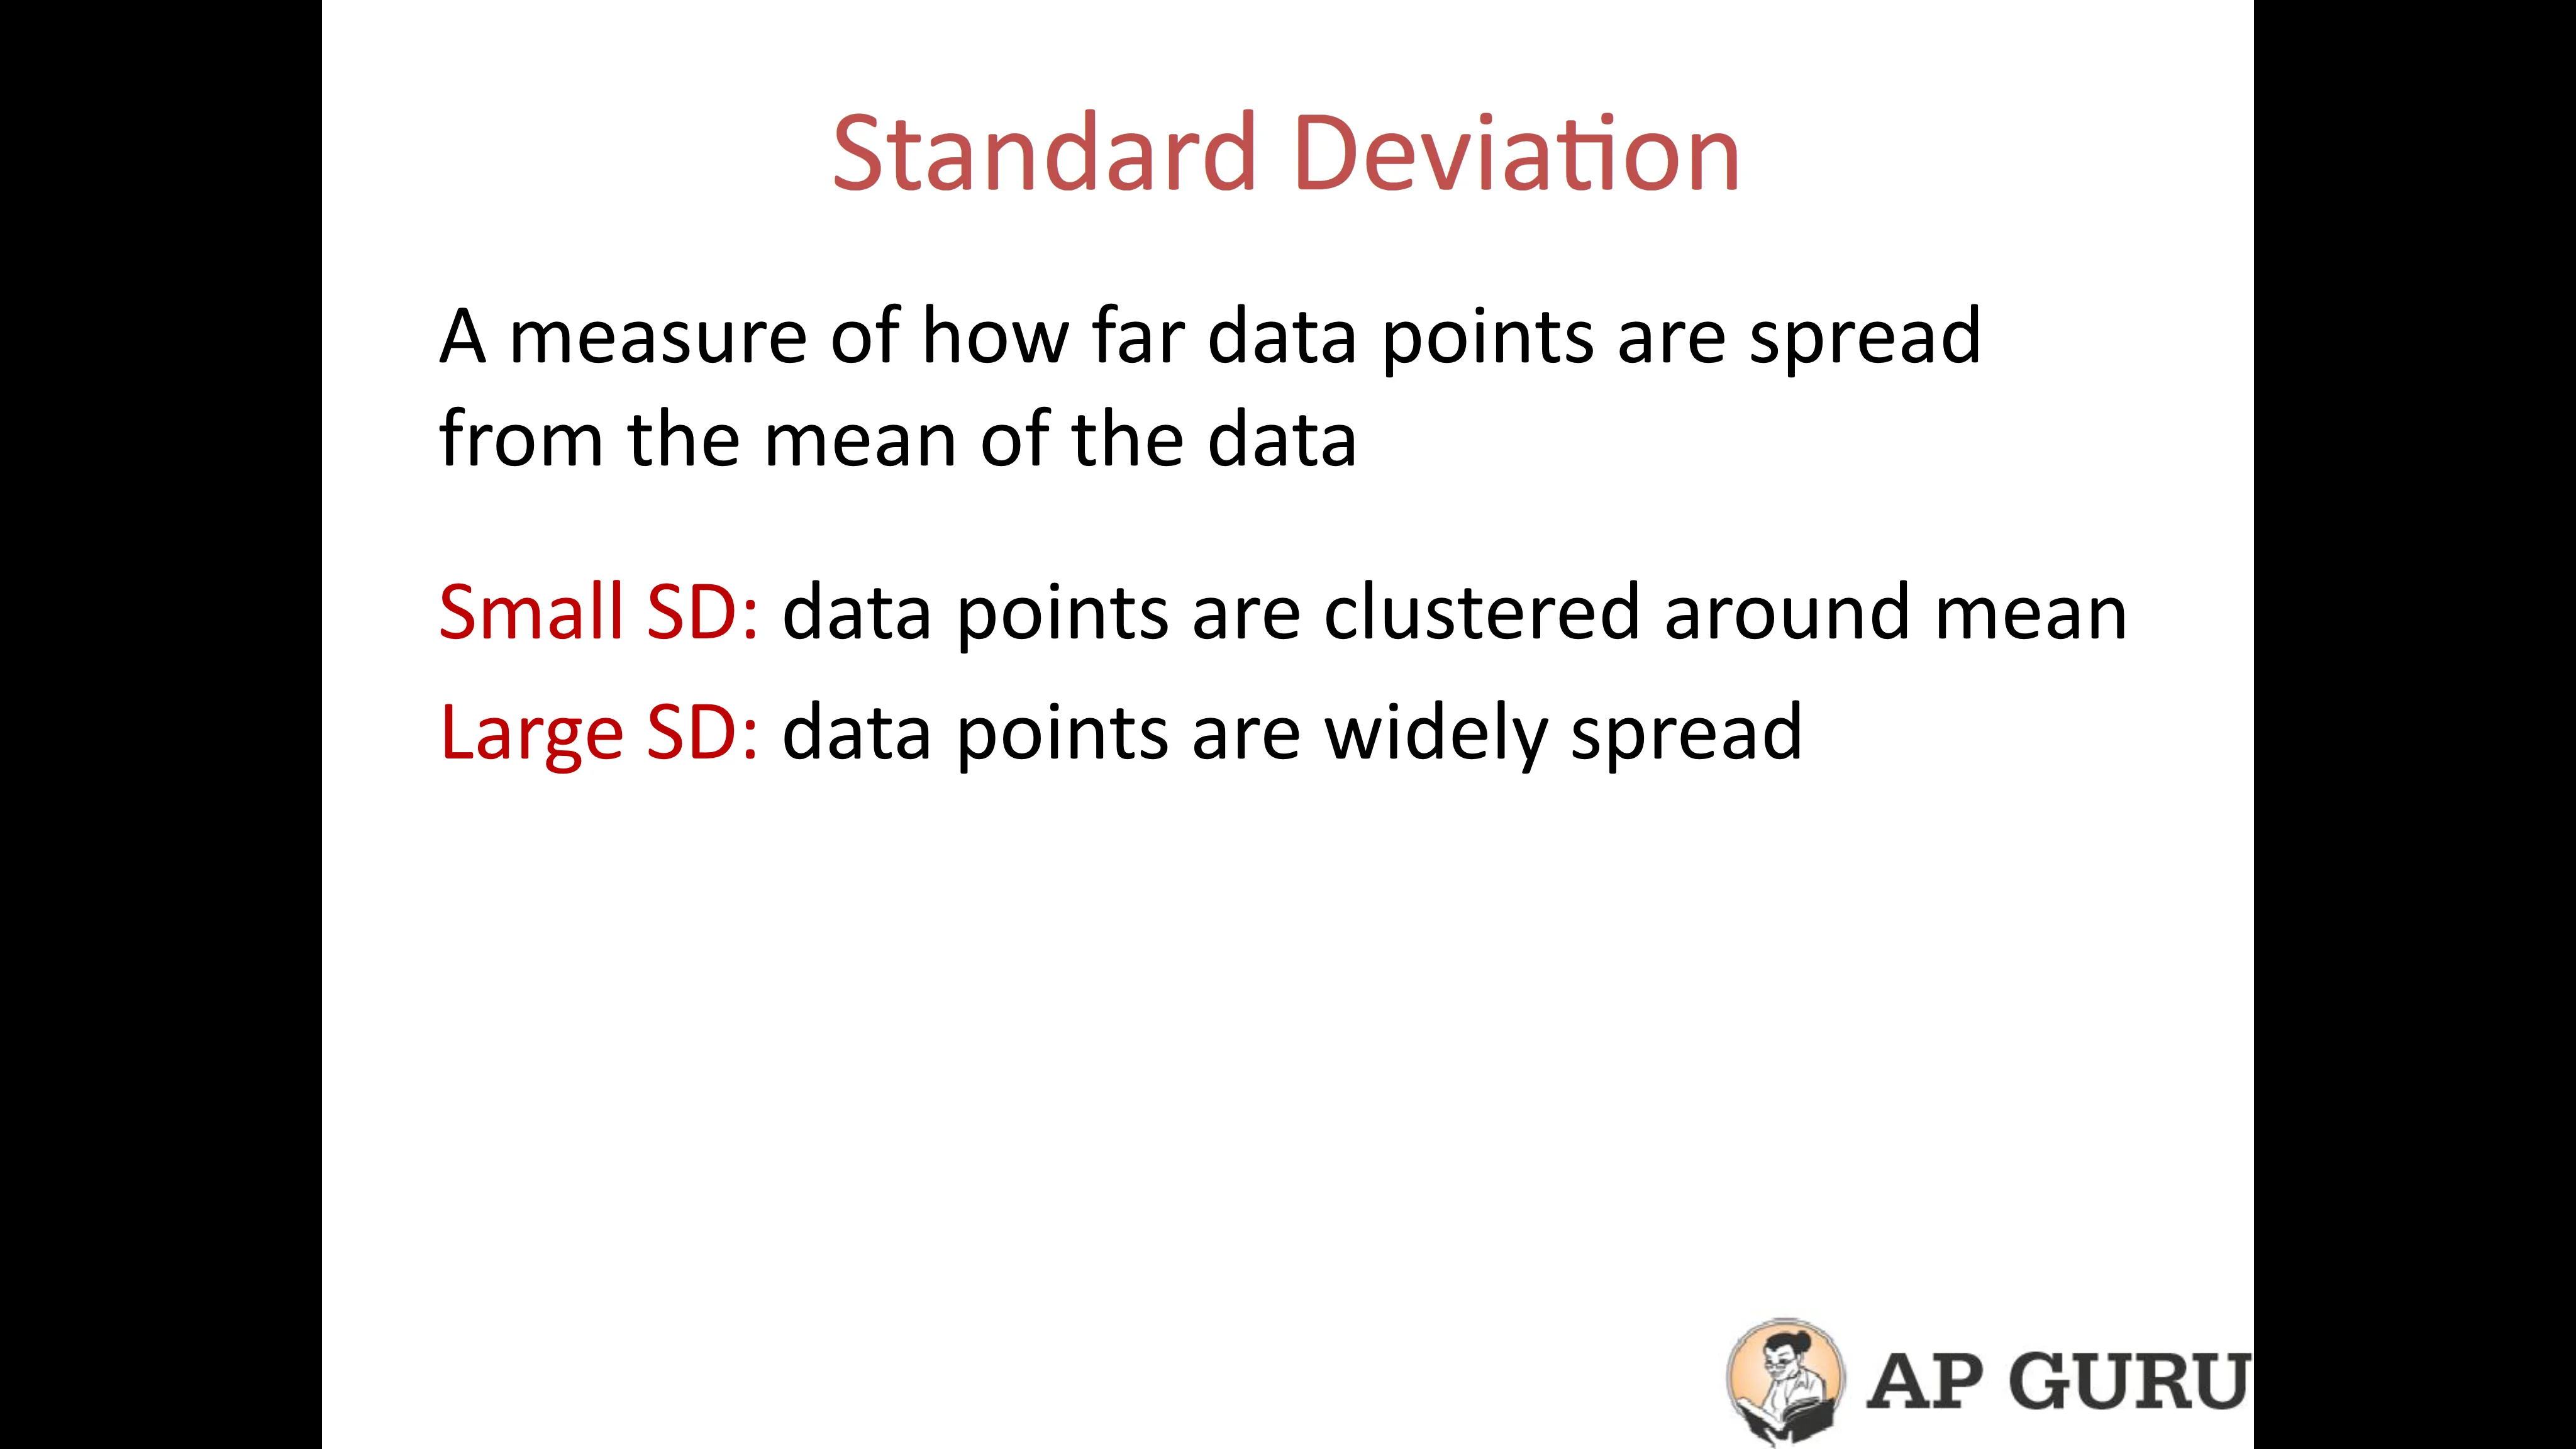 Standard Deviation
A measure of how far data points are spread
from the mean of the data
Small SD: data points are clustered around mean
Large SD: data points are widely spread
AP GURU